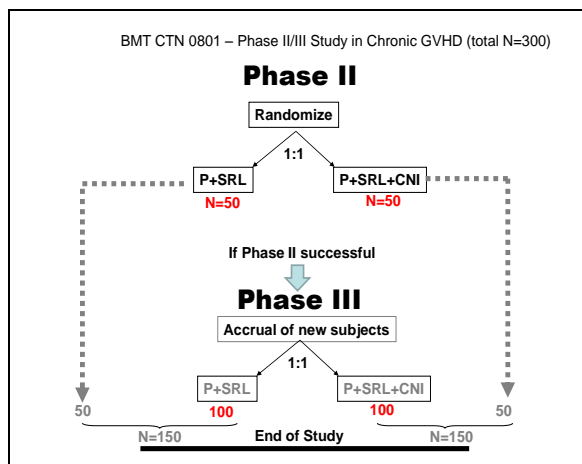 BMT CTN 0801 – Phase II/III Study in Chronic GVHD (total N=300)
Phase II
Randomize
1:1
P+SRL P+SRL+CNI
N=50 N=50
If Phase II successful
Phase III
Accrual of new subjects
1:1
P+SRL P+SRL+CNI
50 100 100 50
N=150 End of Study N=150